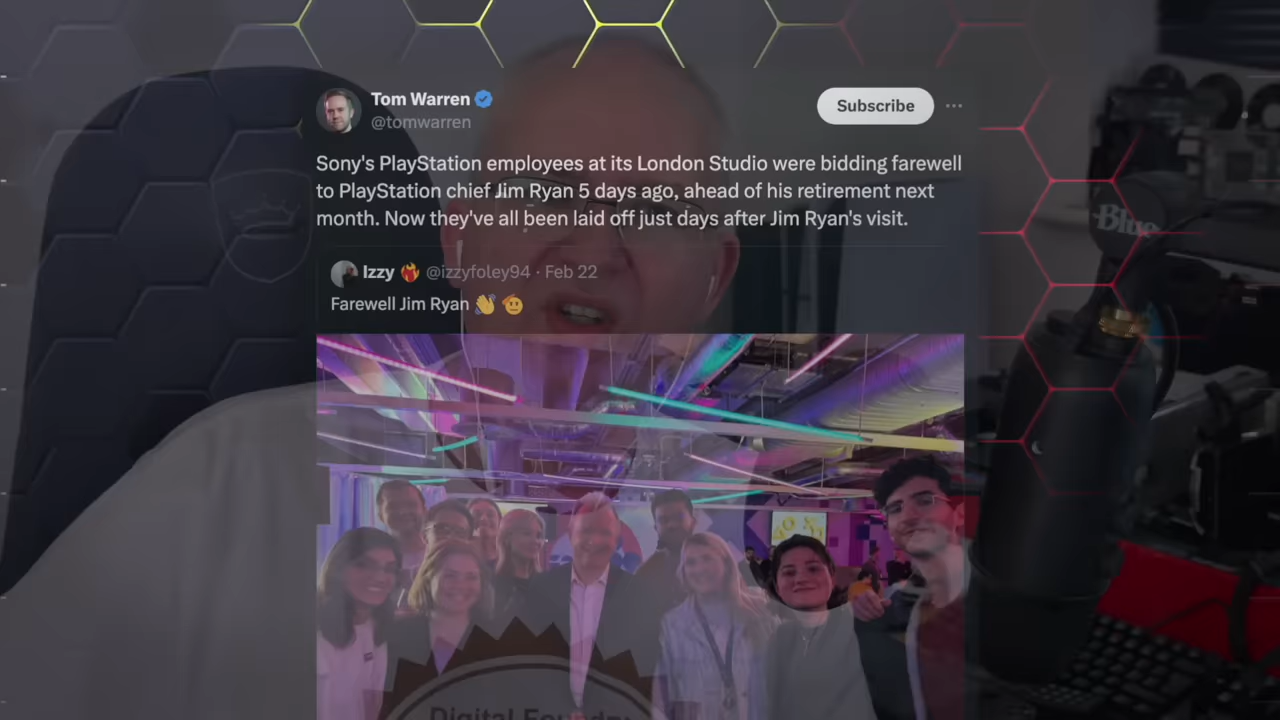 Tom Warren
@tomwarren
Subscribe
Sony's PlayStation employees at its London Studio were bidding farewell
to PlayStation chief Jim Ryan 5 days ago, ahead of his retirement next
month. Now they've all been laid off just days after Jim Ryan's visit.
Izzy 🔥 @izzyfoley94 · Feb 22
Farewell Jim Ryan 👋 🫡
Blue
Digital Foundry